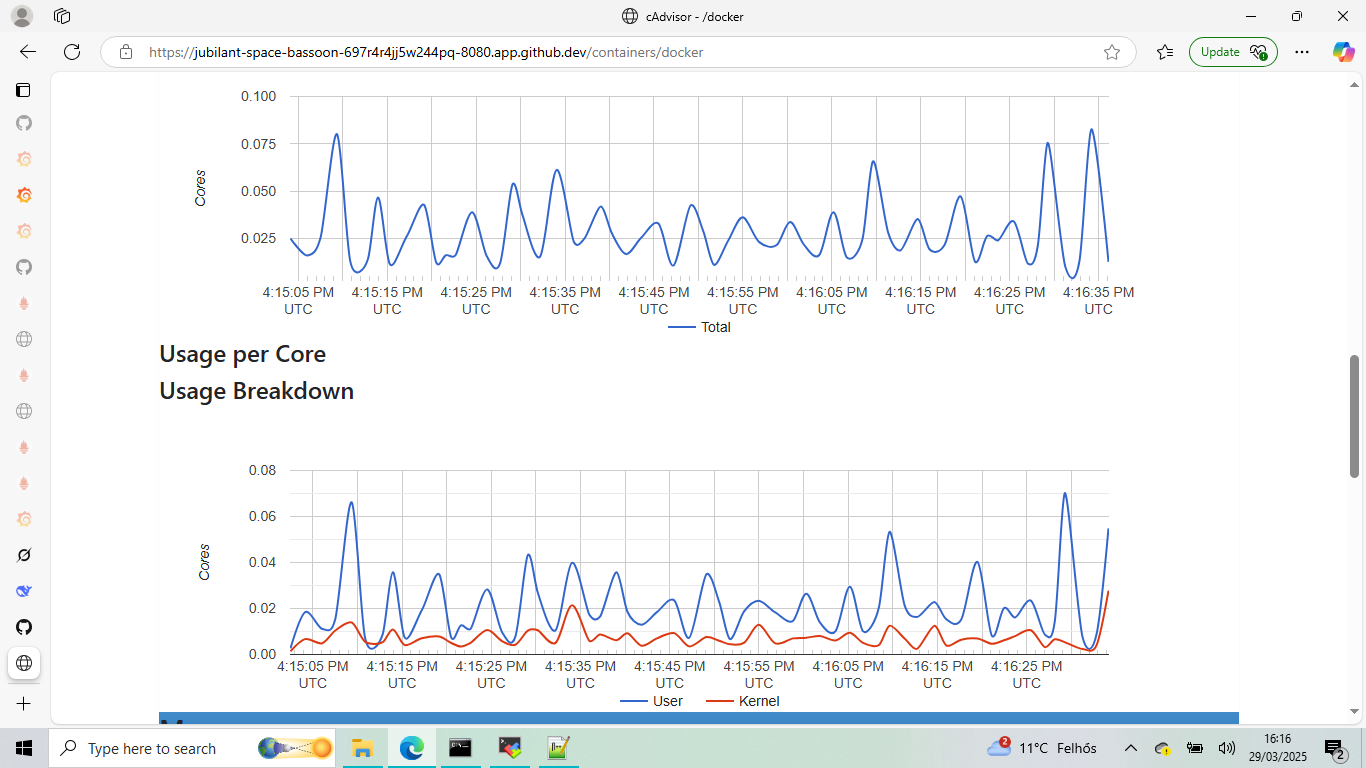 cAdvisor - /docker
https://jubilant-space-bassoon-697r4r4jj5w244pq-8080.app.github.dev/containers/docker
Update
0.100
0.075
0.050
0.025
Cores
4:15:05 PM UTC 4:15:15 PM UTC 4:15:25 PM UTC 4:15:35 PM UTC 4:15:45 PM UTC 4:15:55 PM UTC 4:16:05 PM UTC 4:16:15 PM UTC 4:16:25 PM UTC 4:16:35 PM UTC
Total
Usage per Core
Usage Breakdown
0.08
0.06
0.04
0.02
0.00
Cores
4:15:05 PM UTC 4:15:15 PM UTC 4:15:25 PM UTC 4:15:35 PM UTC 4:15:45 PM UTC 4:15:55 PM UTC 4:16:05 PM UTC 4:16:15 PM UTC 4:16:25 PM UTC
User Kernel
Type here to search
2
11°C Felhős
16:16
29/03/2025
2